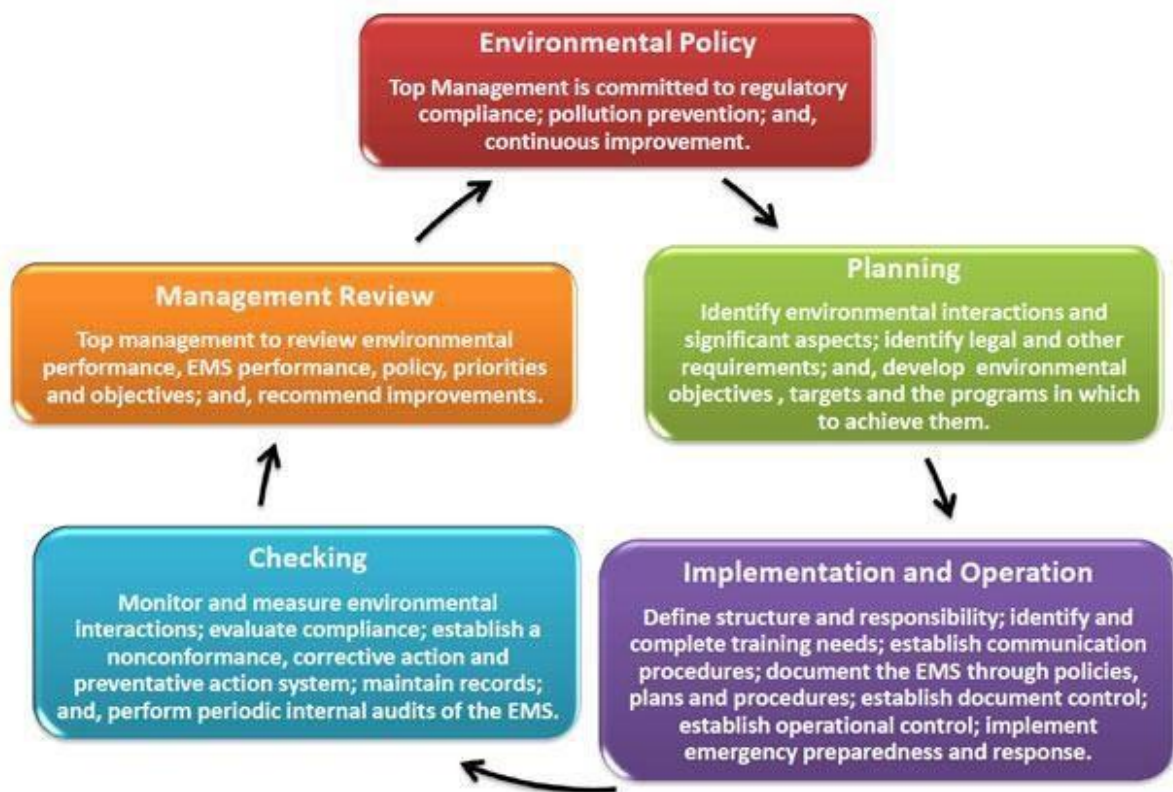 Environmental Policy
Top Management is committed to regulatory
compliance; pollution prevention; and,
continuous improvement.
Planning
Identify environmental interactions and
significant aspects; identify legal and other
requirements; and, develop environmental
objectives , targets and the programs in which
to achieve them.
Implementation and Operation
Define structure and responsibility; identify and
complete training needs; establish communication
procedures; document the EMS through policies,
plans and procedures; establish document control;
establish operational control; implement
emergency preparedness and response.
Checking
Monitor and measure environmental
interactions; evaluate compliance; establish a
nonconformance, corrective action and
preventative action system; maintain records;
and, perform periodic internal audits of the EMS.
Management Review
Top management to review environmental
performance, EMS performance, policy, priorities
and objectives; and, recommend improvements.